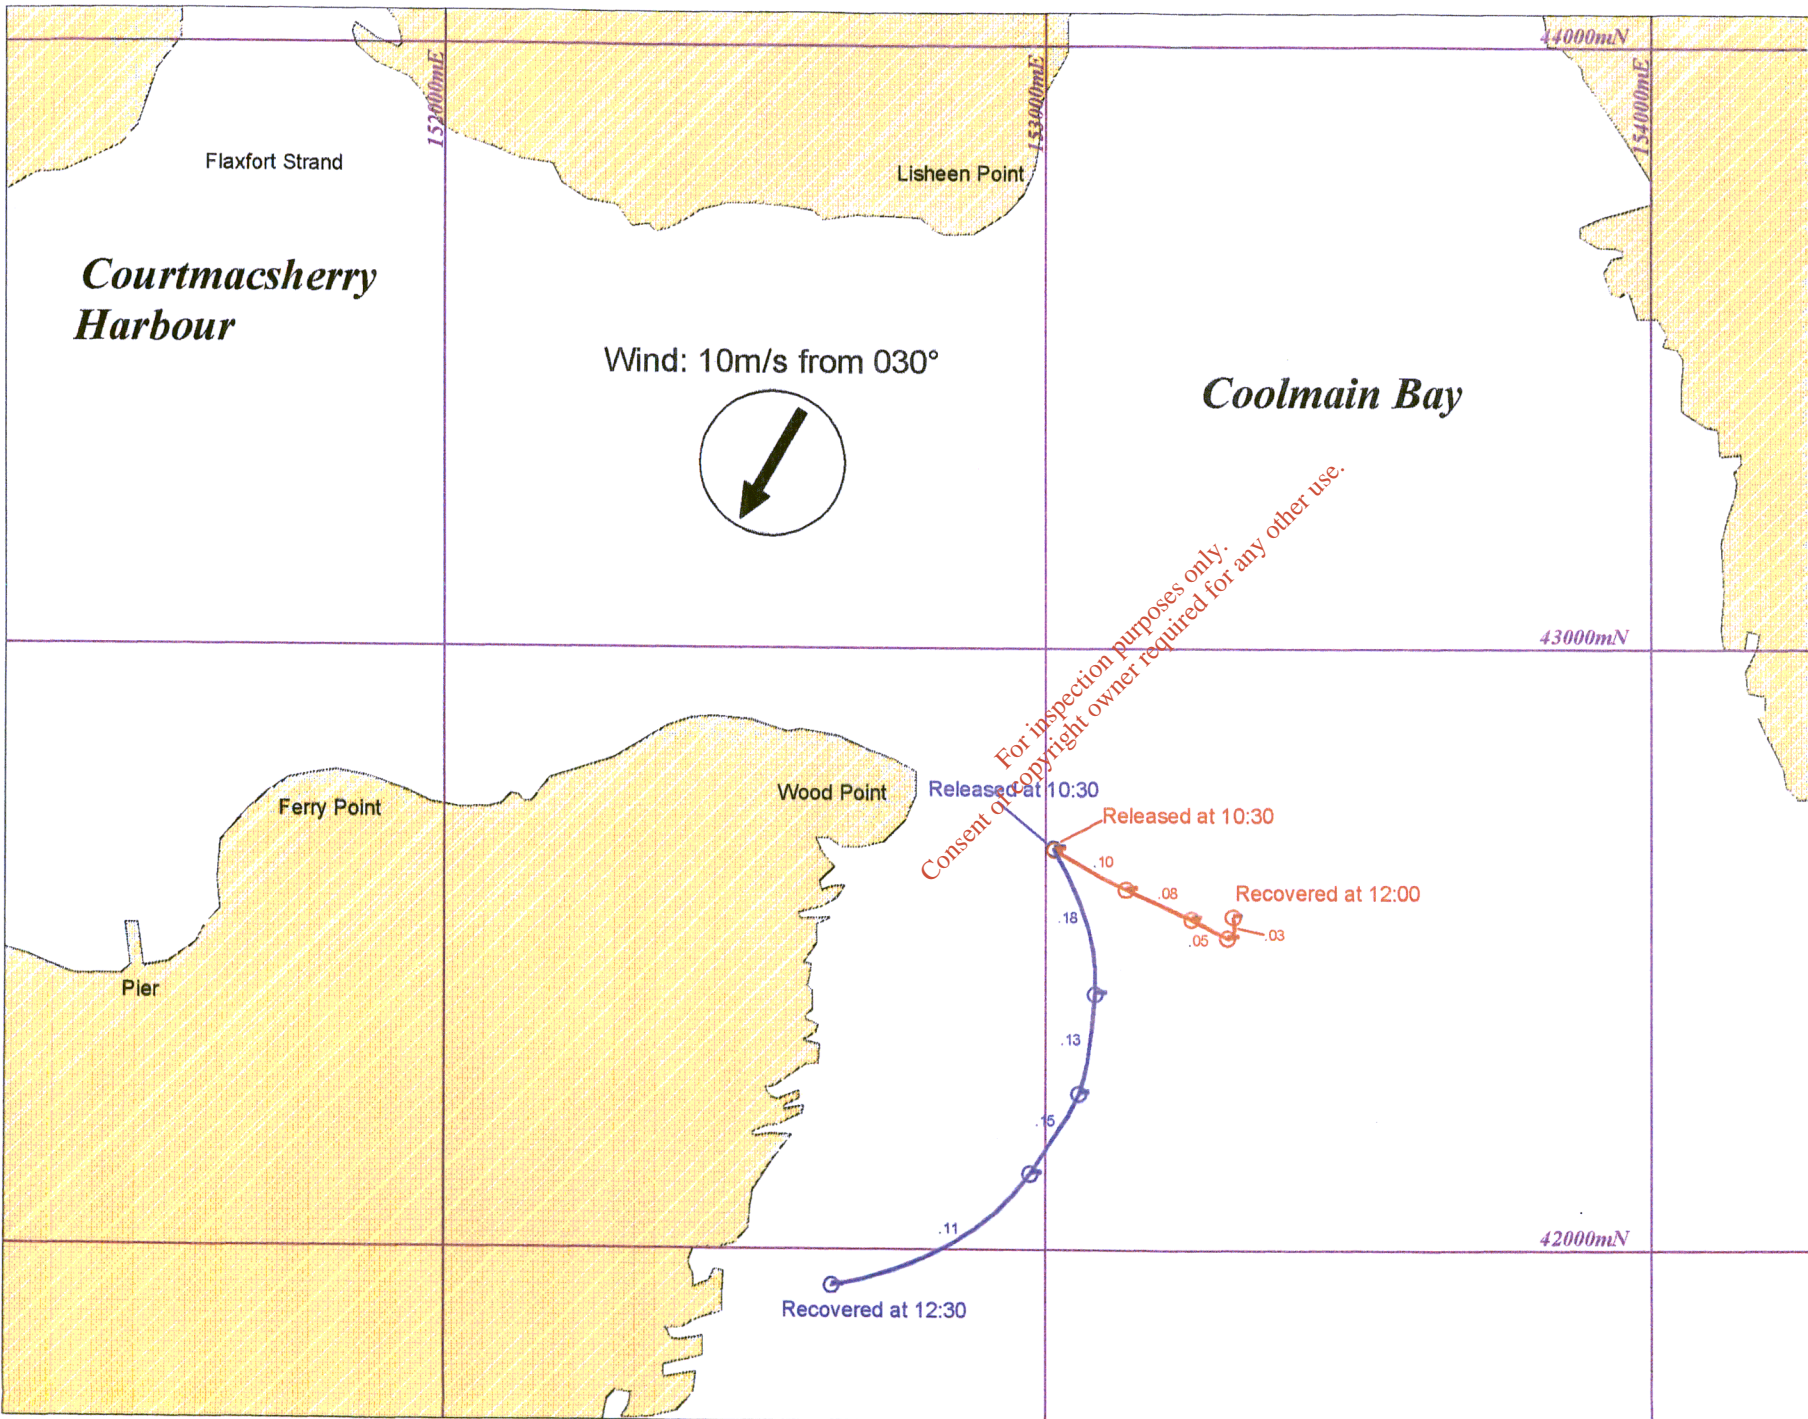 44000mN
152000mE
153000mE
154000mE
Flaxfort Strand
Lisheen Point
Courtmacsherry
Harbour
Wind: 10m/s from 030°
Coolmain Bay
For inspection purposes only.
Consent of copyright owner required for any other use.
43000mN
Wood Point
Released at 10:30
Ferry Point
Released at 10:30
.10
.08
Recovered at 12:00
.18
.05
.03
Pier
.13
.15
.11
42000mN
Recovered at 12:30